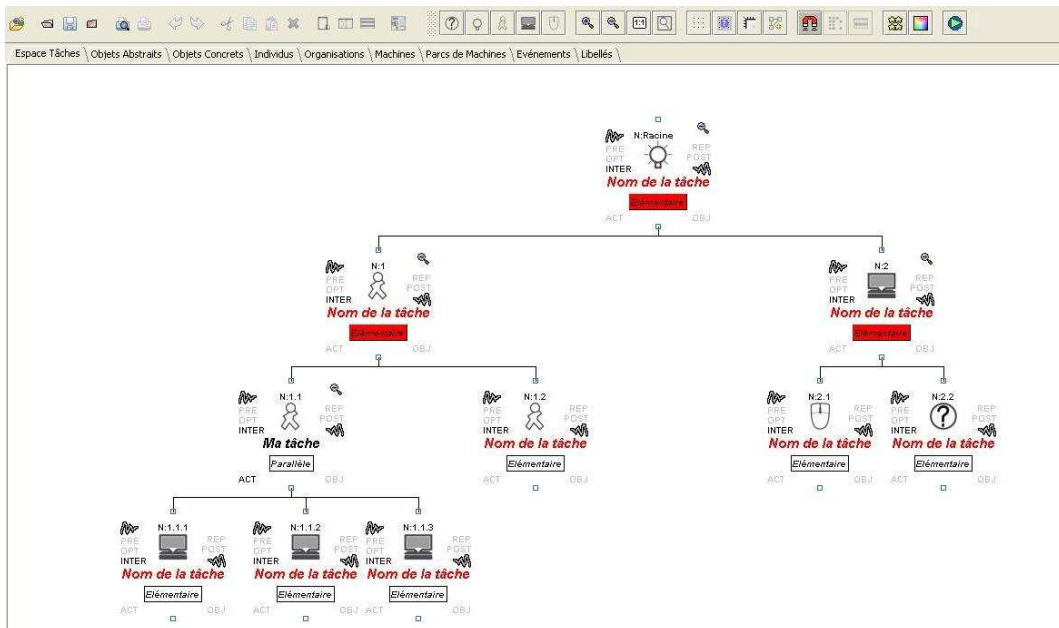 1:1
Espace Tâches \ Objets Abstraits \ Objets Concrets \ Individus \ Organisations \ Machines \ Parcs de Machines \ Evénements \ Libellés \
N:Racine
PRE REP
OPT POST
INTER
Nom de la tâche
Elémentaire
ACT OBJ
N:1
PRE REP
OPT POST
INTER
Nom de la tâche
Elémentaire
ACT OBJ
N:2
PRE REP
OPT POST
INTER
Nom de la tâche
Elémentaire
ACT OBJ
N:1.1
PRE REP
OPT POST
INTER
Ma tâche
Parallèle
ACT OBJ
N:1.2
PRE REP
OPT POST
INTER
Nom de la tâche
Elémentaire
ACT OBJ
N:2.1
PRE REP
OPT POST
INTER
Nom de la tâche
Elémentaire
ACT OBJ
N:2.2
PRE REP
OPT POST
INTER
Nom de la tâche
Elémentaire
ACT OBJ
N:1.1.1
PRE REP
OPT POST
INTER
Nom de la tâche
Elémentaire
ACT OBJ
N:1.1.2
PRE REP
OPT POST
INTER
Nom de la tâche
Elémentaire
ACT OBJ
N:1.1.3
PRE REP
OPT POST
INTER
Nom de la tâche
Elémentaire
ACT OBJ